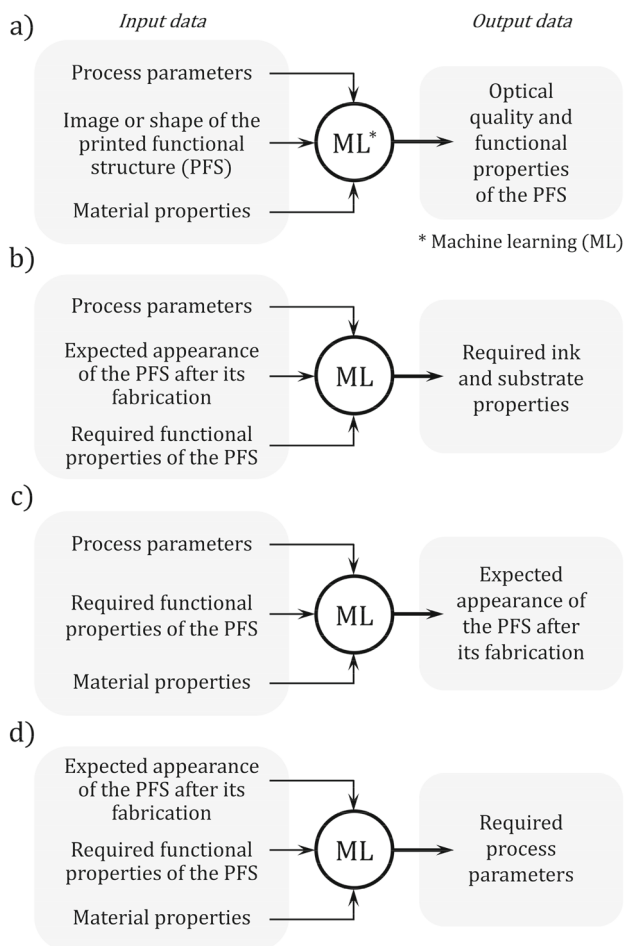 Input data
Output data
a)
Process parameters
Image or shape of the
printed functional
structure (PFS)
Material properties
ML*
Optical
quality and
functional
properties
of the PFS
* Machine learning (ML)
b)
Process parameters
Expected appearance
of the PFS after its
fabrication
Required functional
properties of the PFS
ML
Required ink
and substrate
properties
c)
Process parameters
Required functional
properties of the PFS
Material properties
ML
Expected
appearance of
the PFS after
its fabrication
d)
Expected appearance
of the PFS after its
fabrication
Required functional
properties of the PFS
Material properties
ML
Required
process
parameters